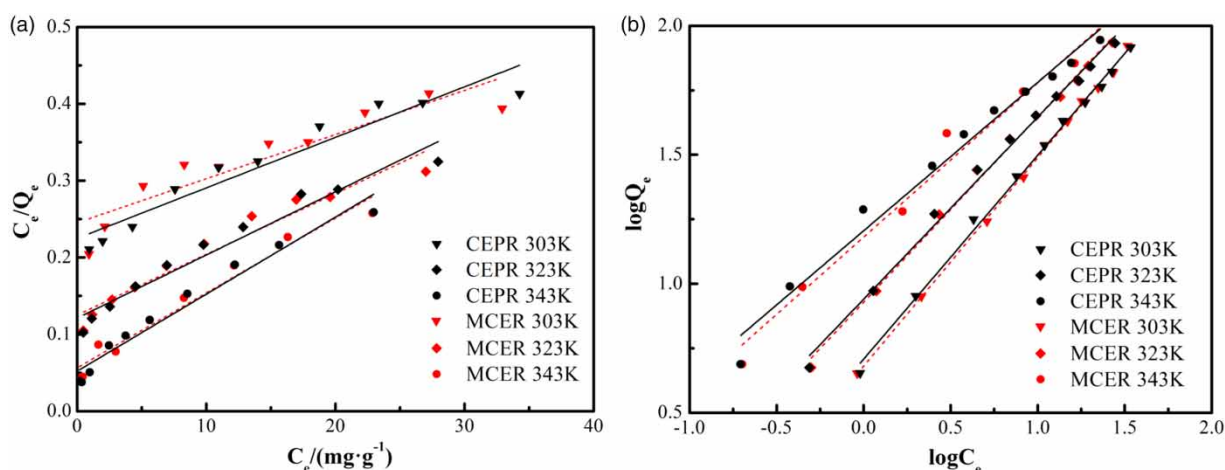 (a)
0.5
0.4
0.3
0.2
0.1
0.0
C_e/Q_e
0
10
20
30
40
C_e/(mg·g⁻¹)
CEPR 303K
CEPR 323K
CEPR 343K
MCER 303K
MCER 323K
MCER 343K
(b)
2.0
1.5
1.0
0.5
logQ_e
-1.0
-0.5
0.0
0.5
1.0
1.5
2.0
logC_e
CEPR 303K
CEPR 323K
CEPR 343K
MCER 303K
MCER 323K
MCER 343K